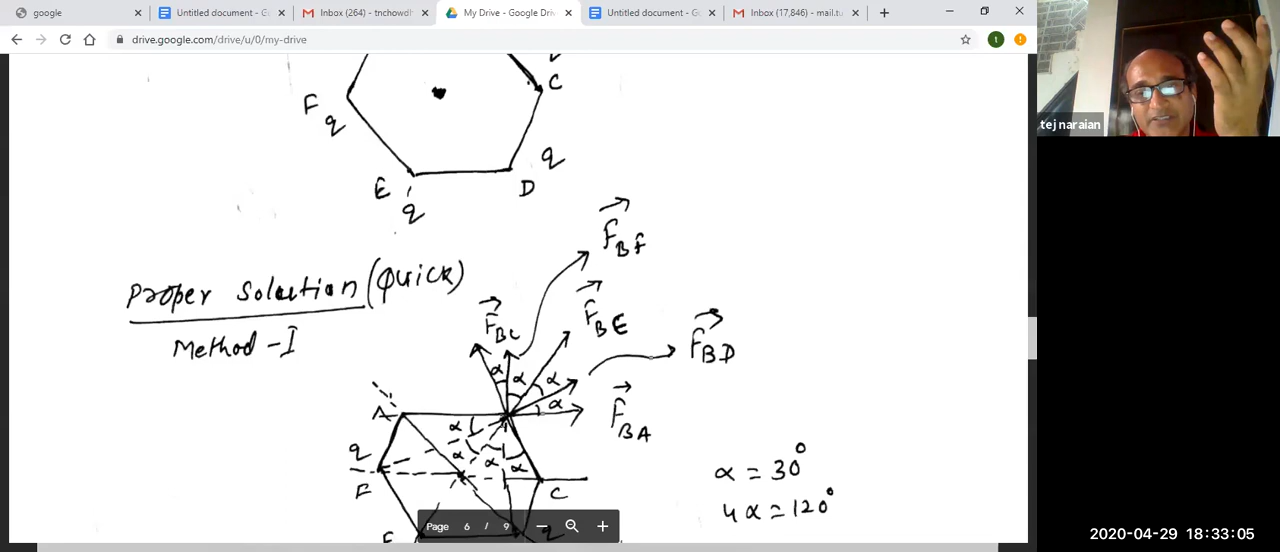 google
Untitled document - G
Inbox (264) - tnchowdh
My Drive - Google Driv
Untitled document - Go
Inbox (17,846) - mail.tu
drive.google.com/drive/u/0/my-drive
t
tej naraian
C
F
q
q
E
q
D
F BF
Proper Solution (Quick)
Method - I
F BC
F BE
F BD
F BA
α
α
α
α
A
α
α
α
α
q
F
C
α = 30°
4α = 120°
E
q
Page 6 / 9
2020-04-29 18:33:05